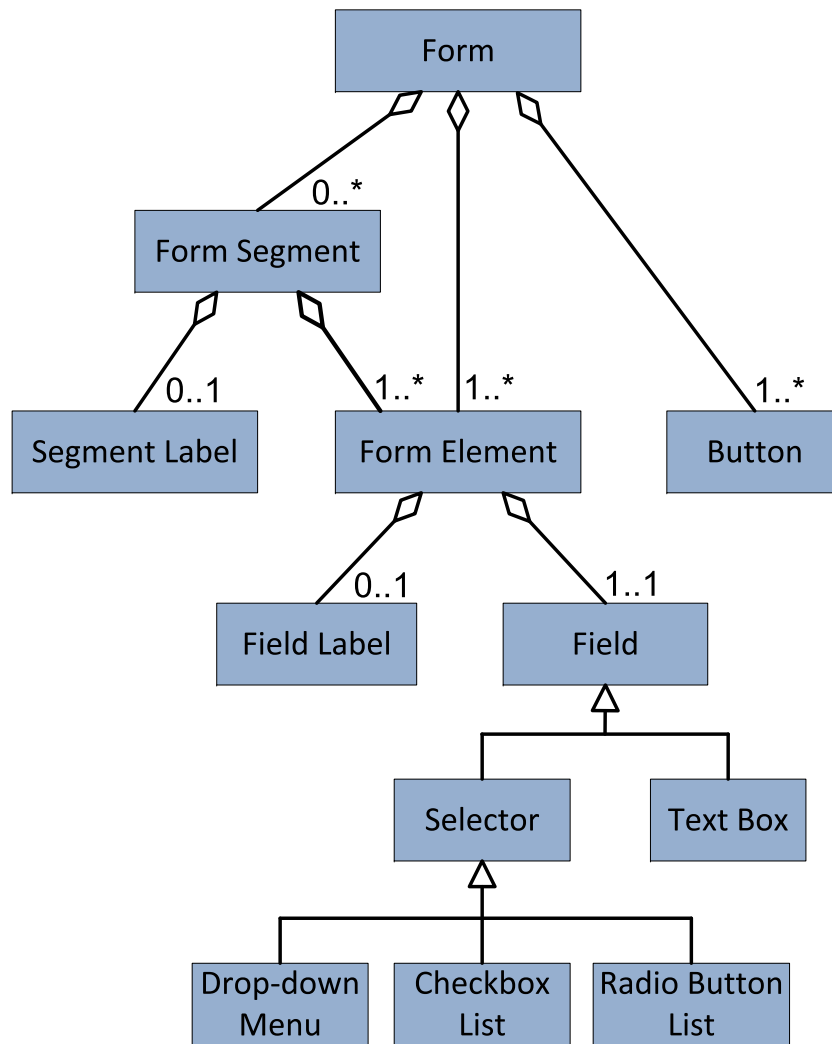 Form
0..*
Form Segment
0..1
1..*
1..*
1..*
Segment Label
Form Element
Button
0..1
1..1
Field Label
Field
Selector
Text Box
Drop-down
Menu
Checkbox
List
Radio Button
List